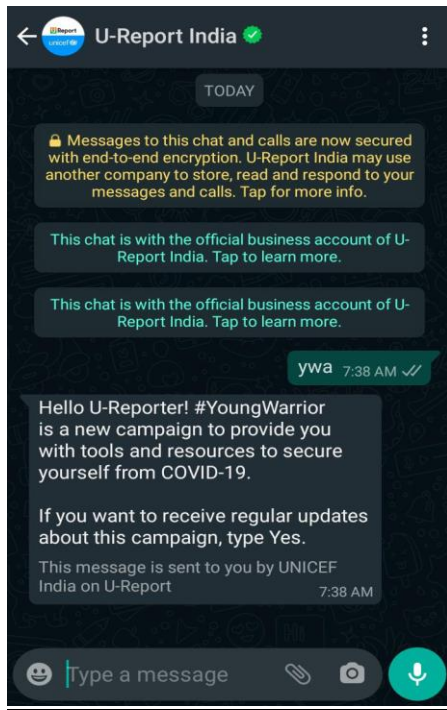 U Report
unicef
U-Report India
TODAY
Messages to this chat and calls are now secured
with end-to-end encryption. U-Report India may use
another company to store, read and respond to your
messages and calls. Tap for more info.
This chat is with the official business account of U-
Report India. Tap to learn more.
This chat is with the official business account of U-
Report India. Tap to learn more.
ywa 7:38 AM
Hello U-Reporter! #YoungWarrior
is a new campaign to provide you
with tools and resources to secure
yourself from COVID-19.
If you want to receive regular updates
about this campaign, type Yes.
This message is sent to you by UNICEF
India on U-Report
7:38 AM
Type a message